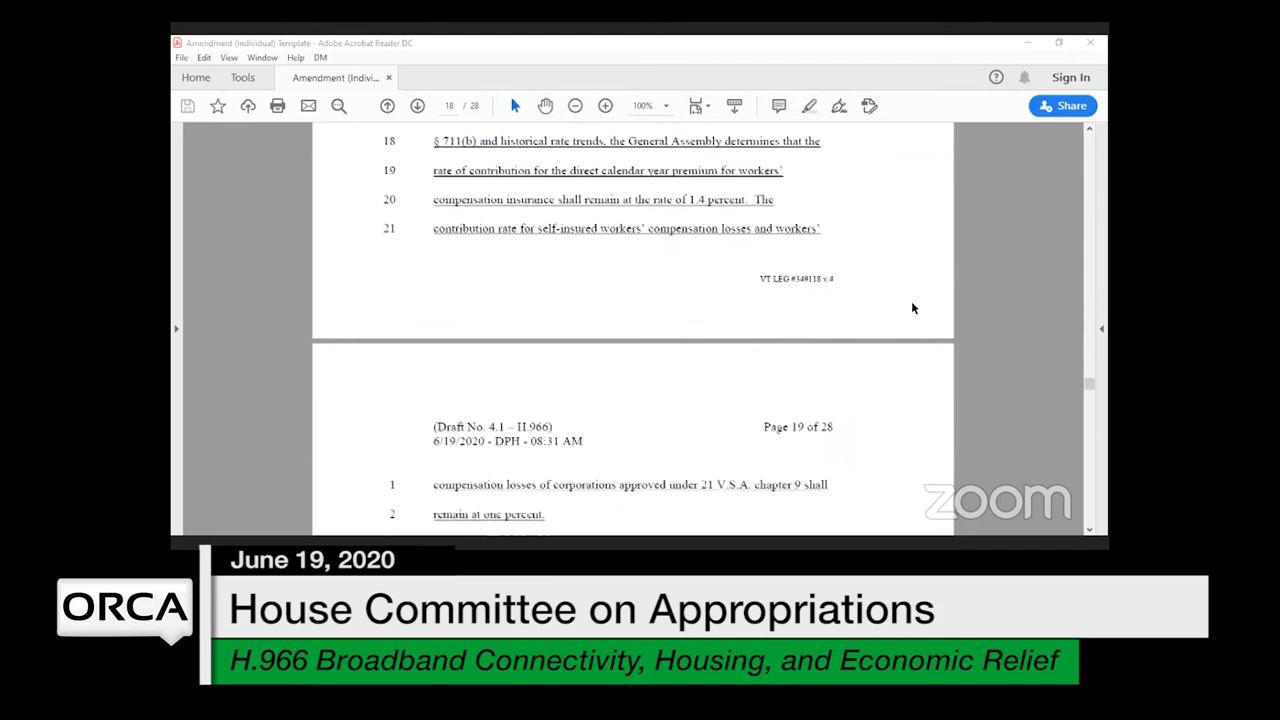 Amendment (Individual) Template - Adobe Acrobat Reader DC
File Edit View Window Help DM
Home Tools Amendment (Indivi... × Sign In
18 / 28 100% Share
18 § 711(b) and historical rate trends, the General Assembly determines that the
19 rate of contribution for the direct calendar year premium for workers’
20 compensation insurance shall remain at the rate of 1.4 percent. The
21 contribution rate for self-insured workers’ compensation losses and workers’
VT LEG #349118 v.4
(Draft No. 4.1 – H.966) Page 19 of 28
6/19/2020 - DPH - 08:31 AM
1 compensation losses of corporations approved under 21 V.S.A. chapter 9 shall
2 remain at one percent.
zoom
June 19, 2020
ORCA House Committee on Appropriations
H.966 Broadband Connectivity, Housing, and Economic Relief